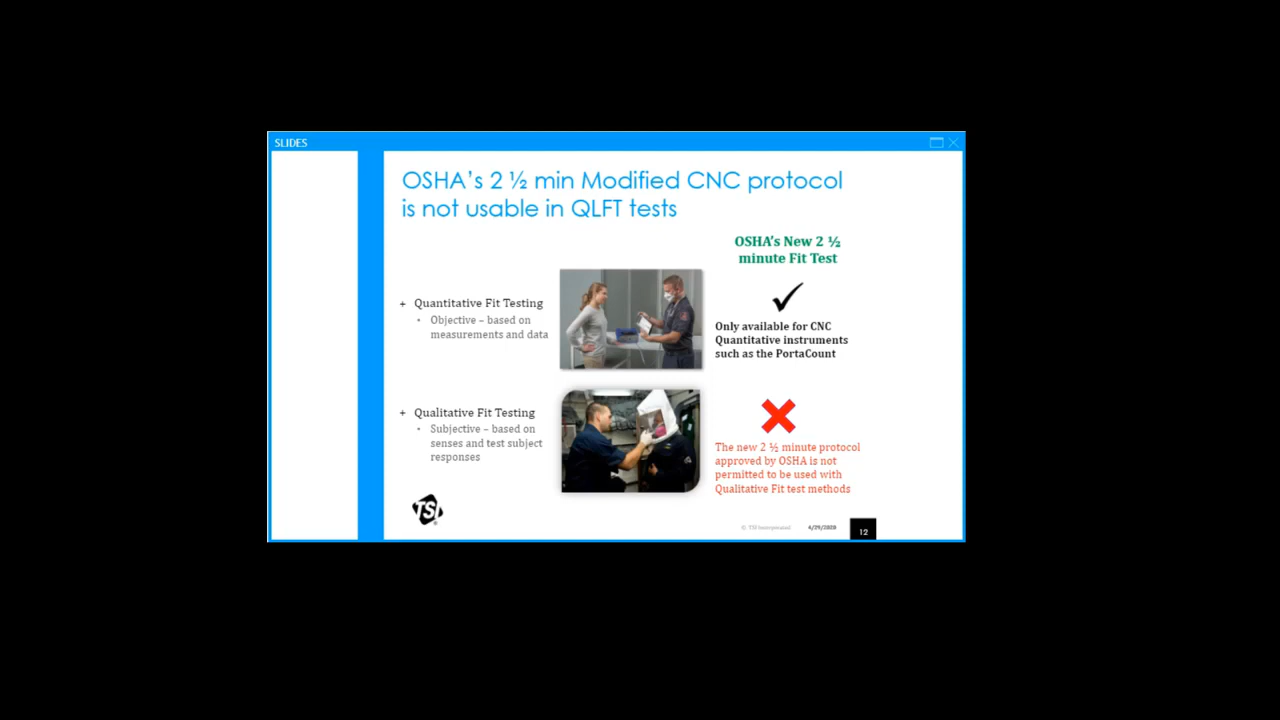 SLIDES
OSHA's 2 ½ min Modified CNC protocol
is not usable in QLFT tests
OSHA's New 2 ½
minute Fit Test
+ Quantitative Fit Testing
• Objective – based on
measurements and data
Only available for CNC
Quantitative instruments
such as the PortaCount
+ Qualitative Fit Testing
• Subjective – based on
senses and test subject
responses
The new 2 ½ minute protocol
approved by OSHA is not
permitted to be used with
Qualitative Fit test methods
TSI
© TSI Incorporated
4/29/2020
12